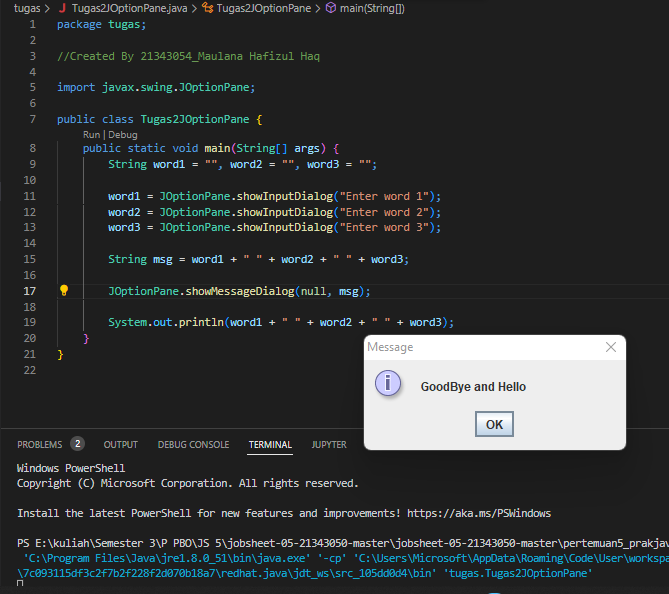 tugas > J Tugas2JOptionPane.java > Tugas2JOptionPane > main(String[])
1 package tugas;
2
3 //Created By 21343054_Maulana Hafizul Haq
4
5 import javax.swing.JOptionPane;
6
7 public class Tugas2JOptionPane {
Run | Debug
8 public static void main(String[] args) {
9 String word1 = "", word2 = "", word3 = "";
10
11 word1 = JOptionPane.showInputDialog("Enter word 1");
12 word2 = JOptionPane.showInputDialog("Enter word 2");
13 word3 = JOptionPane.showInputDialog("Enter word 3");
14
15 String msg = word1 + " " + word2 + " " + word3;
16
17 JOptionPane.showMessageDialog(null, msg);
18
19 System.out.println(word1 + " " + word2 + " " + word3);
20 }
21 }
22
Message
GoodBye and Hello
OK
PROBLEMS 2 OUTPUT DEBUG CONSOLE TERMINAL JUPYTER
Windows PowerShell
Copyright (C) Microsoft Corporation. All rights reserved.
Install the latest PowerShell for new features and improvements! https://aka.ms/PSWindows
PS E:\kuliah\Semester 3\P PBO\JS 5\jobsheet-05-21343050-master\jobsheet-05-21343050-master\pertemuan5_prakjav
'C:\Program Files\Java\jre1.8.0_51\bin\java.exe' '-cp' 'C:\Users\Microsoft\AppData\Roaming\Code\User\workspa
\7c093115df3c2f7b2f228f2d070b18a7\redhat.java\jdt_ws\src_105dd0d4\bin' 'tugas.Tugas2JOptionPane'